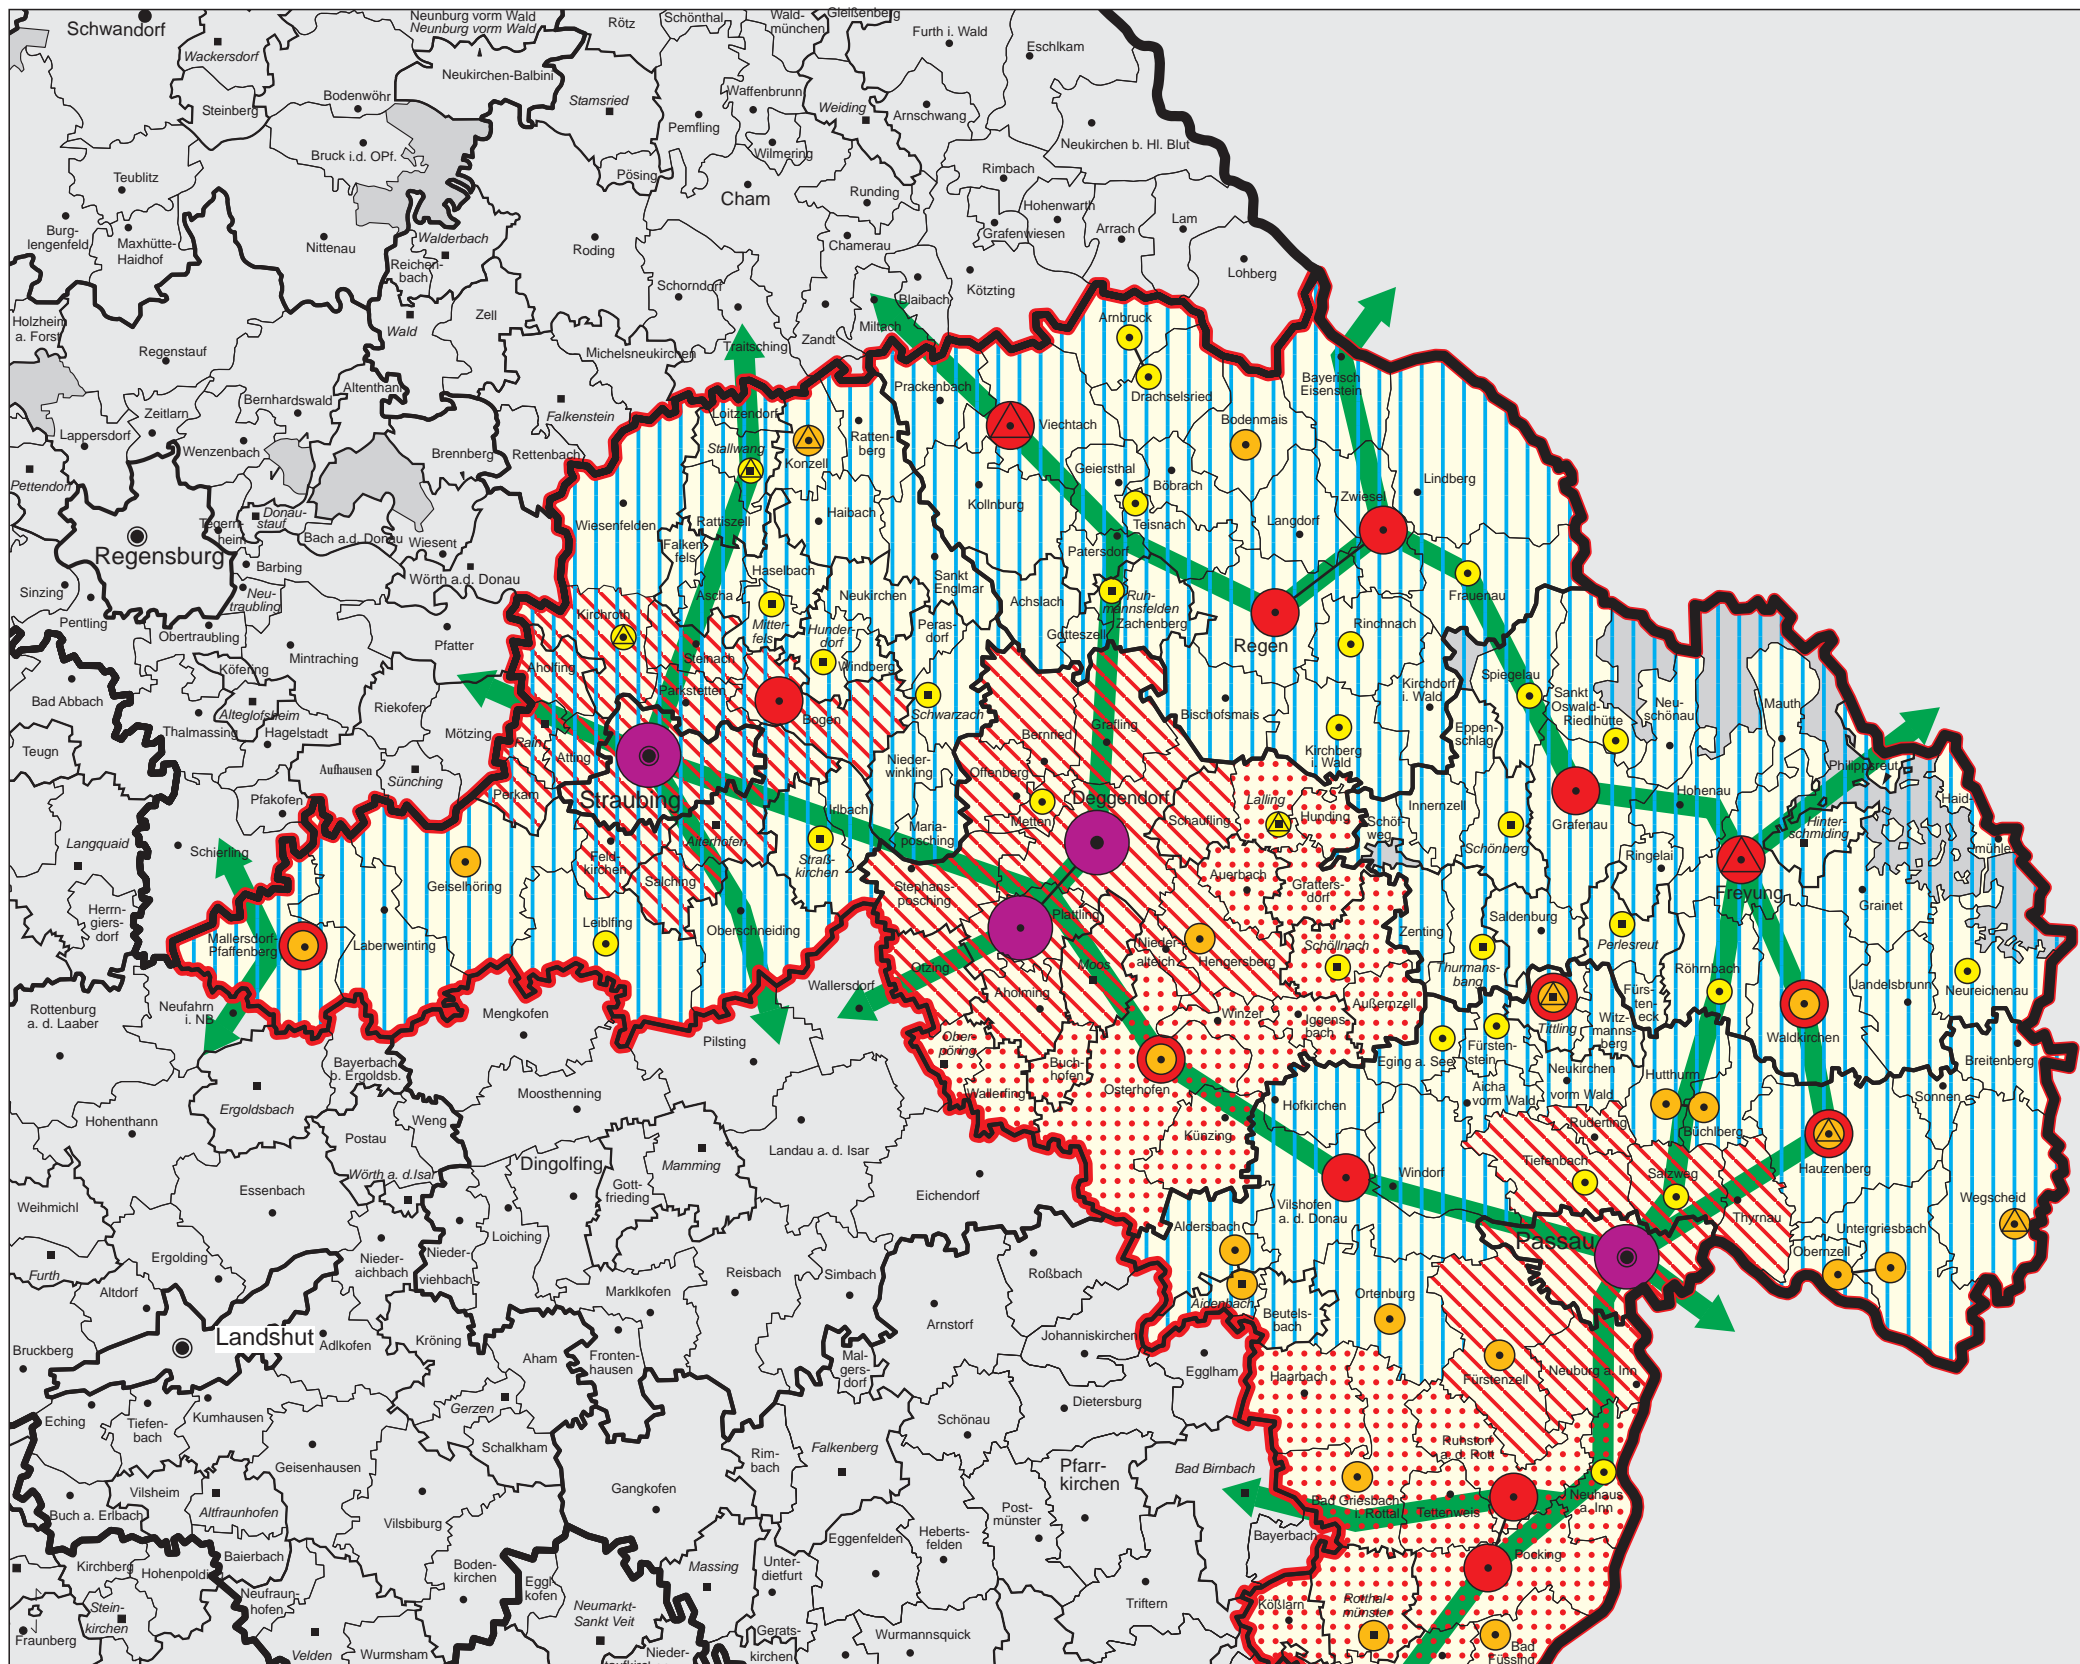 Schwandorf
Wackersdorf
Neunburg vorm Wald
Neunburg vorm Wald
Rötz
Schönthal
Wald-
münchen
Gleißenberg
Furth i. Wald
Eschlkam
Steinberg
Bodenwöhr
Neukirchen-Balbini
Stamsried
Pemfling
Waffenbrunn
Weiding
Arnschwang
Neukirchen b. Hl. Blut
Teublitz
Bruck i.d. OPf.
Pösing
Wilmering
Cham
Runding
Rimbach
Hohenwarth
Grafenwiesen
Arrach
Lam
Lohberg
Burg-
lengenfeld
Maxhütte-
Haidhof
Nittenau
Walderbach
Reichen-
bach
Roding
Chamerau
Schorndorf
Blaibach
Kötzting
Miltach
Zandt
Traitsching
Holzheim
a. Forst
Regenstauf
Wald
Zell
Michelsneukirchen
Arnbruck
Drachselsried
Bayerisch
Eisenstein
Altenthann
Bernhardswald
Zeitlarn
Lappersdorf
Wenzenbach
Brennberg
Falkenstein
Rettenbach
Loitzendorf
Stallwang
Konzell
Ratten-
berg
Prackenbach
Viechtach
Bodenmais
Pettendorf
Regensburg
Tegern-
heim
Donau-
stauf
Bach a.d. Donau
Wiesent
Barbing
Wörth a.d. Donau
Neu-
traubling
Wiesenfelden
Rattiszell
Haibach
Kollnburg
Geiersthal
Böbrach
Teisnach
Langdorf
Zwiesel
Lindberg
Sinzing
Pentling
Falken-
fels
Haselbach
Ascha
Neukirchen
Sankt
Englmar
Achslach
Patersdorf
Ruh-
mannsfelden
Zachenberg
Gotteszell
Regen
Rinchnach
Frauenau
Obertraubling
Mintraching
Pfatter
Köfering
Kirchroth
Aholfing
Steinach
Parkstetten
Mitter-
fels
Hunder-
dorf
Windberg
Peras-
dorf
Bogen
Schwarzach
Bad Abbach
Alteglofsheim
Riekofen
Thalmassing
Hagelstadt
Mötzing
Teugn
Aufhausen
Sünching
Pfakofen
Rain
Atting
Perkam
Straubing
Nieder-
winkling
Bernried
Offenberg
Metten
Grafling
Deggendorf
Bischofsmais
Kirchberg
i. Wald
Kirchdorf
i. Wald
Eppen-
schlag
Spiegelau
Sankt
Oswald-
Riedlhütte
Neu-
schönau
Mauth
Philippsreut
Langquaid
Schierling
Geiselhöring
Feld-
kirchen
Aiterhofen
Salching
Irlbach
Straß-
kirchen
Maria-
posching
Schaufling
Lalling
Hunding
Schöf-
weg
Innernzell
Schönberg
Grafenau
Hohenau
Ringelai
Hinter-
schmiding
Haid-
mühle
Freyung
Grainet
Herrn-
giers-
dorf
Mallersdorf-
Pfaffenberg
Laberweinting
Leiblfing
Oberschneiding
Stephans-
posching
Plattling
Auerbach
Gratters-
dorf
Nieder-
alteich
Hengersberg
Schöllnach
Zenting
Saldenburg
Perlesreut
Thurmans-
bang
Rottenburg
a. d. Laaber
Neufahrn
i. NB
Mengkofen
Pilsting
Wallersdorf
Otzing
Moos
Aholming
Winzer
Iggens-
bach
Außernzell
Eging a. See
Fürsten-
stein
Tittling
Witz-
manns-
berg
Fürs-
ten-
eck
Röhrnbach
Waldkirchen
Jandelsbrunn
Neureichenau
Bayerbach
b. Ergoldsb.
Ergoldsbach
Hohenthann
Moosthenning
Ober-
pöring
Wallerfing
Buch-
hofen
Osterhofen
Künzing
Hofkirchen
Aicha
vorm Wald
Neukirchen
vorm Wald
Hutthurm
Büchlberg
Hauzenberg
Sonnen
Breitenberg
Postau
Weng
Wörth a. d. Isar
Dingolfing
Gott-
frieding
Mamming
Landau a. d. Isar
Eichendorf
Ruderting
Tiefenbach
Salzweg
Thyrnau
Windorf
Vilshofen
a. d. Donau
Passau
Wegscheid
Untergriesbach
Obernzell
Weihmichl
Essenbach
Ergolding
Furth
Altdorf
Nieder-
aichbach
Nieder-
viehbach
Loiching
Marklkofen
Reisbach
Simbach
Roßbach
Aldersbach
Aidenbach
Beutels-
bach
Ortenburg
Fürstenzell
Neuburg a. Inn
Bruckberg
Landshut
Adlkofen
Kröning
Aham
Fronten-
hausen
Mal-
gers-
dorf
Arnstorf
Johanniskirchen
Egglham
Haarbach
Eching
Tiefen-
bach
Kumhausen
Gerzen
Schalkham
Geisenhausen
Dietersburg
Schönau
Rim-
bach
Falkenberg
Pfarr-
kirchen
Bad Birnbach
Ruhstorf
a. d. Rott
Bad Griesbach
i. Rottal
Tettenweis
Neuhaus
a. Inn
Vilsheim
Altfraunhofen
Buch a. Erlbach
Vilsbiburg
Gangkofen
Post-
münster
Hebertsfelden
Eggenfelden
Bayerbach
Pocking
Kirchberg
Hohenpolding
Baierbach
Boden-
kirchen
Massing
Unter-
dietfurt
Eggl-
kofen
Neumarkt-
Sankt Veit
Neufraun-
hofen
Stein-
kirchen
Fraunberg
Velden
Wurmsham
Nieder-
Gerats-
kirchen
Wurmannsquick
Triftern
Kößlarn
Rotthal-
münster
Bad
Füssing